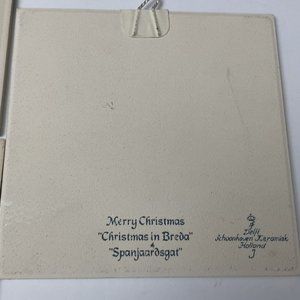 Merry Christmas
"Christmas in Breda"
&
"Spanjaardsgat"
Delft
Schoonhoven Keramiek
Holland